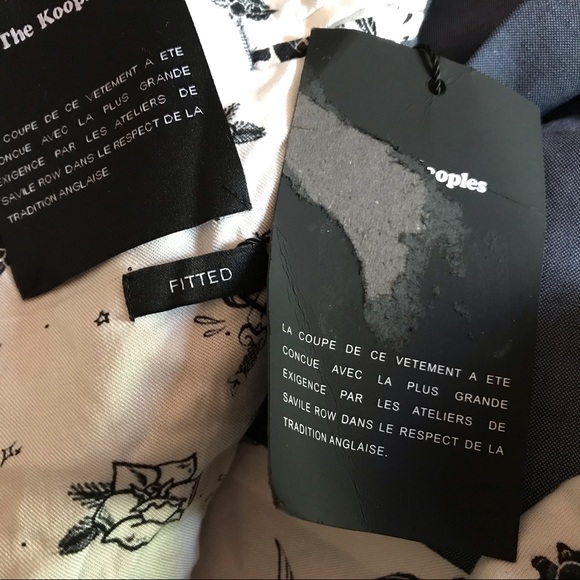 The Koop
COUPE DE CE VETEMENT A ETE
CONCUE AVEC LA PLUS GRANDE
EXIGENCE PAR LES ATELIERS DE
SAVILE ROW DANS LE RESPECT DE LA
TRADITION ANGLAISE
FITTED
ooples
LA COUPE DE CE VETEMENT A ETE
CONCUE AVEC LA PLUS GRANDE
EXIGENCE PAR LES ATELIERS DE
SAVILE ROW DANS LE RESPECT DE LA
TRADITION ANGLAISE.